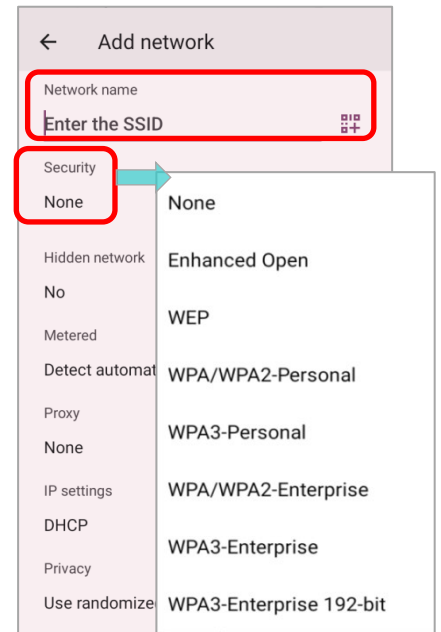 Add network
Network name
Enter the SSID
Security
None
Hidden network
No
Metered
Detect automat
Proxy
None
IP settings
DHCP
Privacy
Use randomize
None
Enhanced Open
WEP
WPA/WPA2-Personal
WPA3-Personal
WPA/WPA2-Enterprise
WPA3-Enterprise
WPA3-Enterprise 192-bit